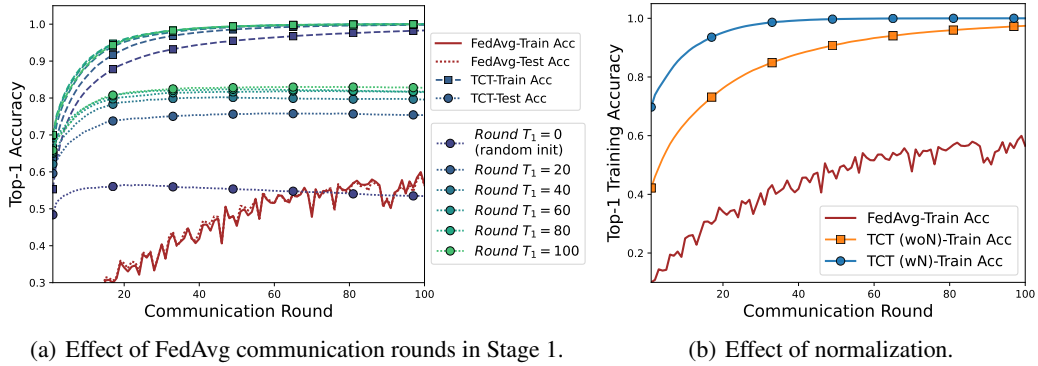 Top-1 Accuracy
1.0
0.9
0.8
0.7
0.6
0.5
0.4
0.3
20
40
60
80
100
Communication Round
FedAvg-Train Acc
FedAvg-Test Acc
TCT-Train Acc
TCT-Test Acc
Round T₁ = 0
(random init)
Round T₁ = 20
Round T₁ = 40
Round T₁ = 60
Round T₁ = 80
Round T₁ = 100
(a) Effect of FedAvg communication rounds in Stage 1.
Top-1 Training Accuracy
1.0
0.8
0.6
0.4
0.2
20
40
60
80
100
Communication Round
FedAvg-Train Acc
TCT (woN)-Train Acc
TCT (wN)-Train Acc
(b) Effect of normalization.